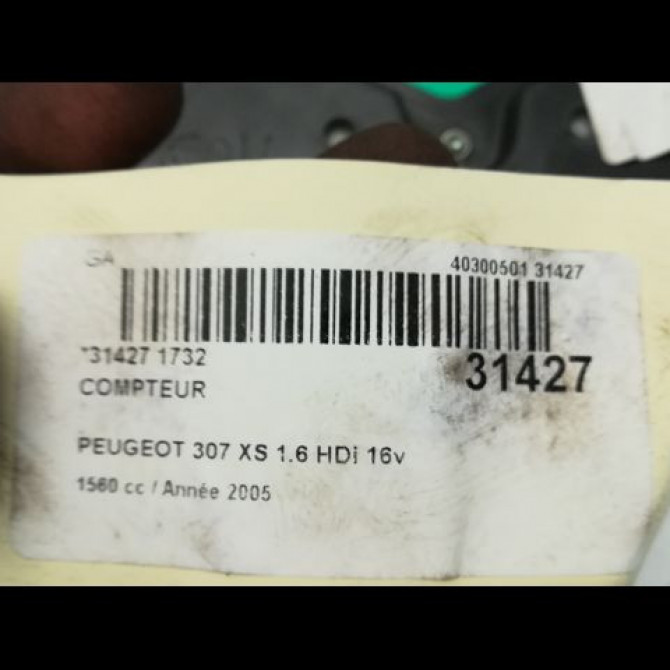 GA 40300501 31427
*31427 1732
31427
COMPTEUR
PEUGEOT 307 XS 1.6 HDi 16v
1560 cc / Année 2005